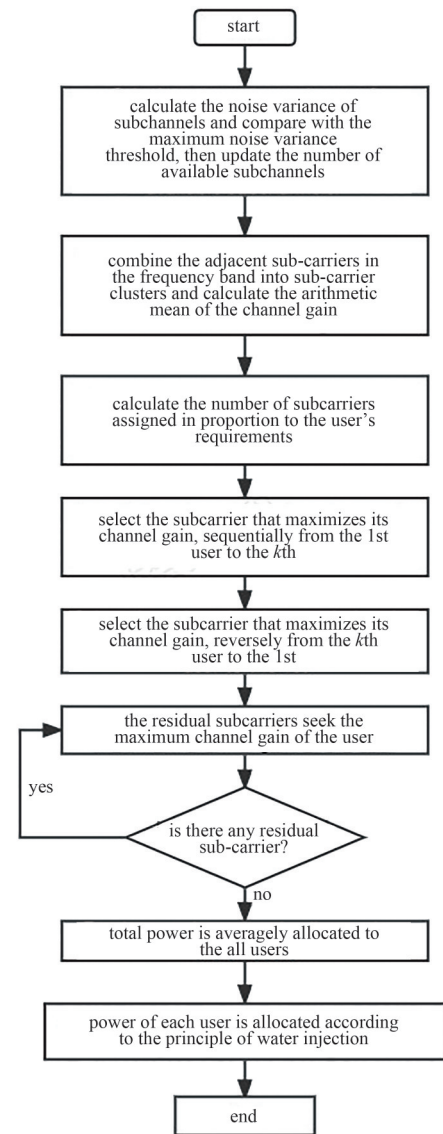 start
calculate the noise variance of
subchannels and compare with the
maximum noise variance
threshold, then update the number of
available subchannels
combine the adjacent sub-carriers in
the frequency band into sub-carrier
clusters and calculate the arithmetic
mean of the channel gain
calculate the number of subcarriers
assigned in proportion to the user’s
requirements
select the subcarrier that maximizes its
channel gain, sequentially from the 1st
user to the kth
select the subcarrier that maximizes its
channel gain, reversely from the kth
user to the 1st
the residual subcarriers seek the
maximum channel gain of the user
yes
is there any residual
sub-carrier?
no
total power is averagely allocated to
the all users
power of each user is allocated according
to the principle of water injection
end